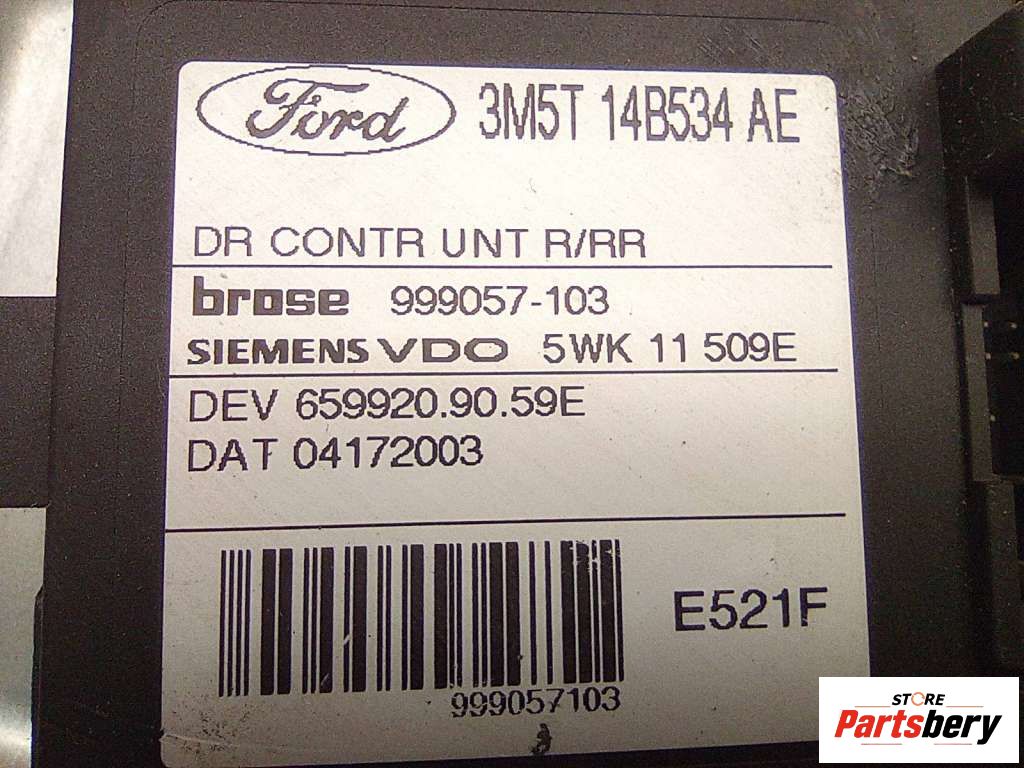 Ford 3M5T 14B534 AE
DR CONTR UNT R/RR
brose 999057-103
SIEMENS VDO 5WK 11 509E
DEV 659920.90.59E
DAT 04172003
E521F
999057103
STORE
Partsbery